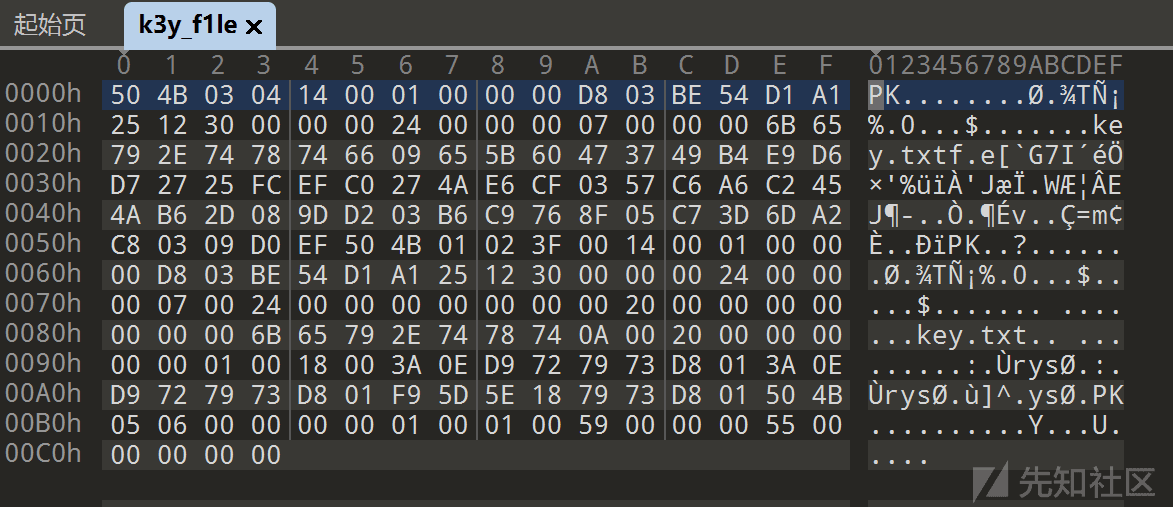 起始页 k3y_f1le ×
0 1 2 3 4 5 6 7 8 9 A B C D E F 0123456789ABCDEF
0000h 50 4B 03 04 14 00 01 00 00 00 D8 03 BE 54 D1 A1 PK........Ø.¾TÑ¡
0010h 25 12 30 00 00 00 24 00 00 00 07 00 00 00 6B 65 %.0...$.......ke
0020h 79 2E 74 78 74 66 09 65 5B 60 47 37 49 B4 E9 D6 y.txtf.e[`G7I´éÖ
0030h D7 27 25 FC EF C0 27 4A E6 CF 03 57 C6 A6 C2 45 ×'%üïÀ'JæÏ.WÆ¦ÂE
0040h 4A B6 2D 08 9D D2 03 B6 C9 76 8F 05 C7 3D 6D A2 J¶-..Ò.¶Év..Ç=m¢
0050h C8 03 09 D0 EF 50 4B 01 02 3F 00 14 00 01 00 00 È..ÐïPK..?......
0060h 00 D8 03 BE 54 D1 A1 25 12 30 00 00 00 24 00 00 .Ø.¾TÑ¡%.0...$..
0070h 00 07 00 24 00 00 00 00 00 00 00 20 00 00 00 00 ...$....... ....
0080h 00 00 00 6B 65 79 2E 74 78 74 0A 00 20 00 00 00 ...key.txt.. ...
0090h 00 00 01 00 18 00 3A 0E D9 72 79 73 D8 01 3A 0E ......:.ÙrysØ.:.
00A0h D9 72 79 73 D8 01 F9 5D 5E 18 79 73 D8 01 50 4B ÙrysØ.ù]^.ysØ.PK
00B0h 05 06 00 00 00 00 01 00 01 00 59 00 00 00 55 00 ..........Y...U.
00C0h 00 00 00 00 ....
先知社区